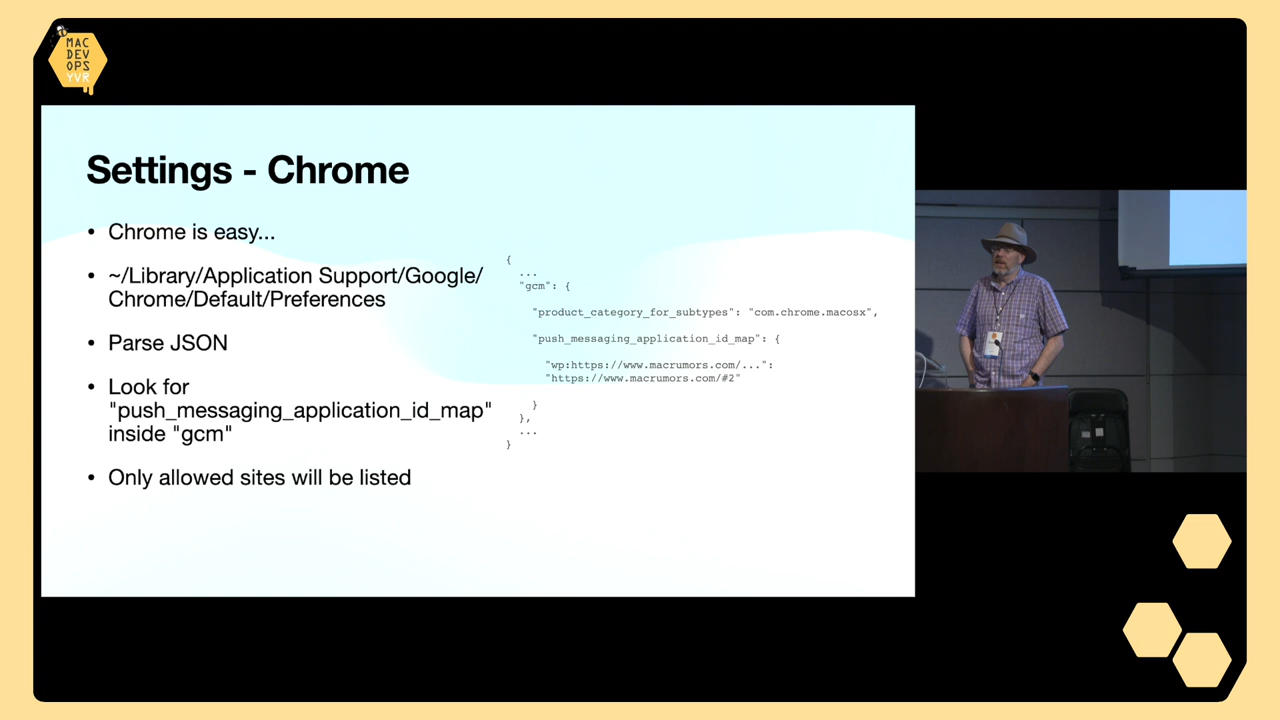 MAC
DEV
OPS
YVR
Settings - Chrome
• Chrome is easy...
• ~/Library/Application Support/Google/
Chrome/Default/Preferences
• Parse JSON
• Look for
"push_messaging_application_id_map"
inside "gcm"
• Only allowed sites will be listed
{
...
"gcm": {
"product_category_for_subtypes": "com.chrome.macosx",
"push_messaging_application_id_map": {
"wp:https://www.macrumors.com/...":
"https://www.macrumors.com/#2"
}
},
...
}